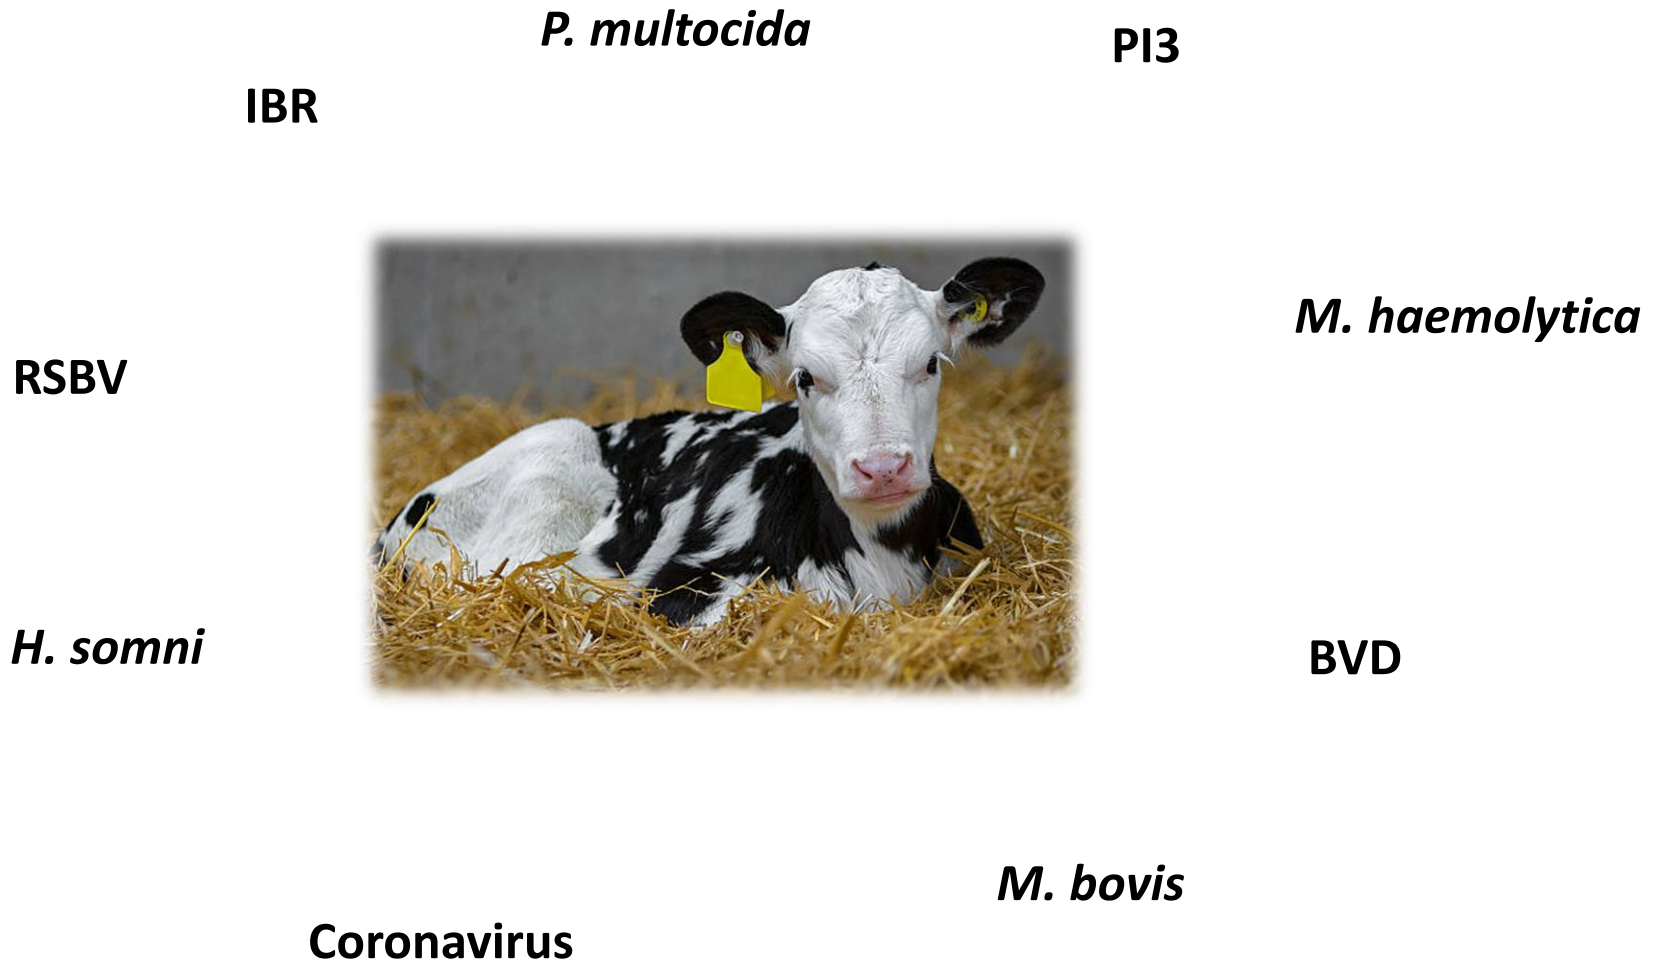 P. multocida
PI3
IBR
M. haemolytica
RSBV
H. somni
BVD
M. bovis
Coronavirus